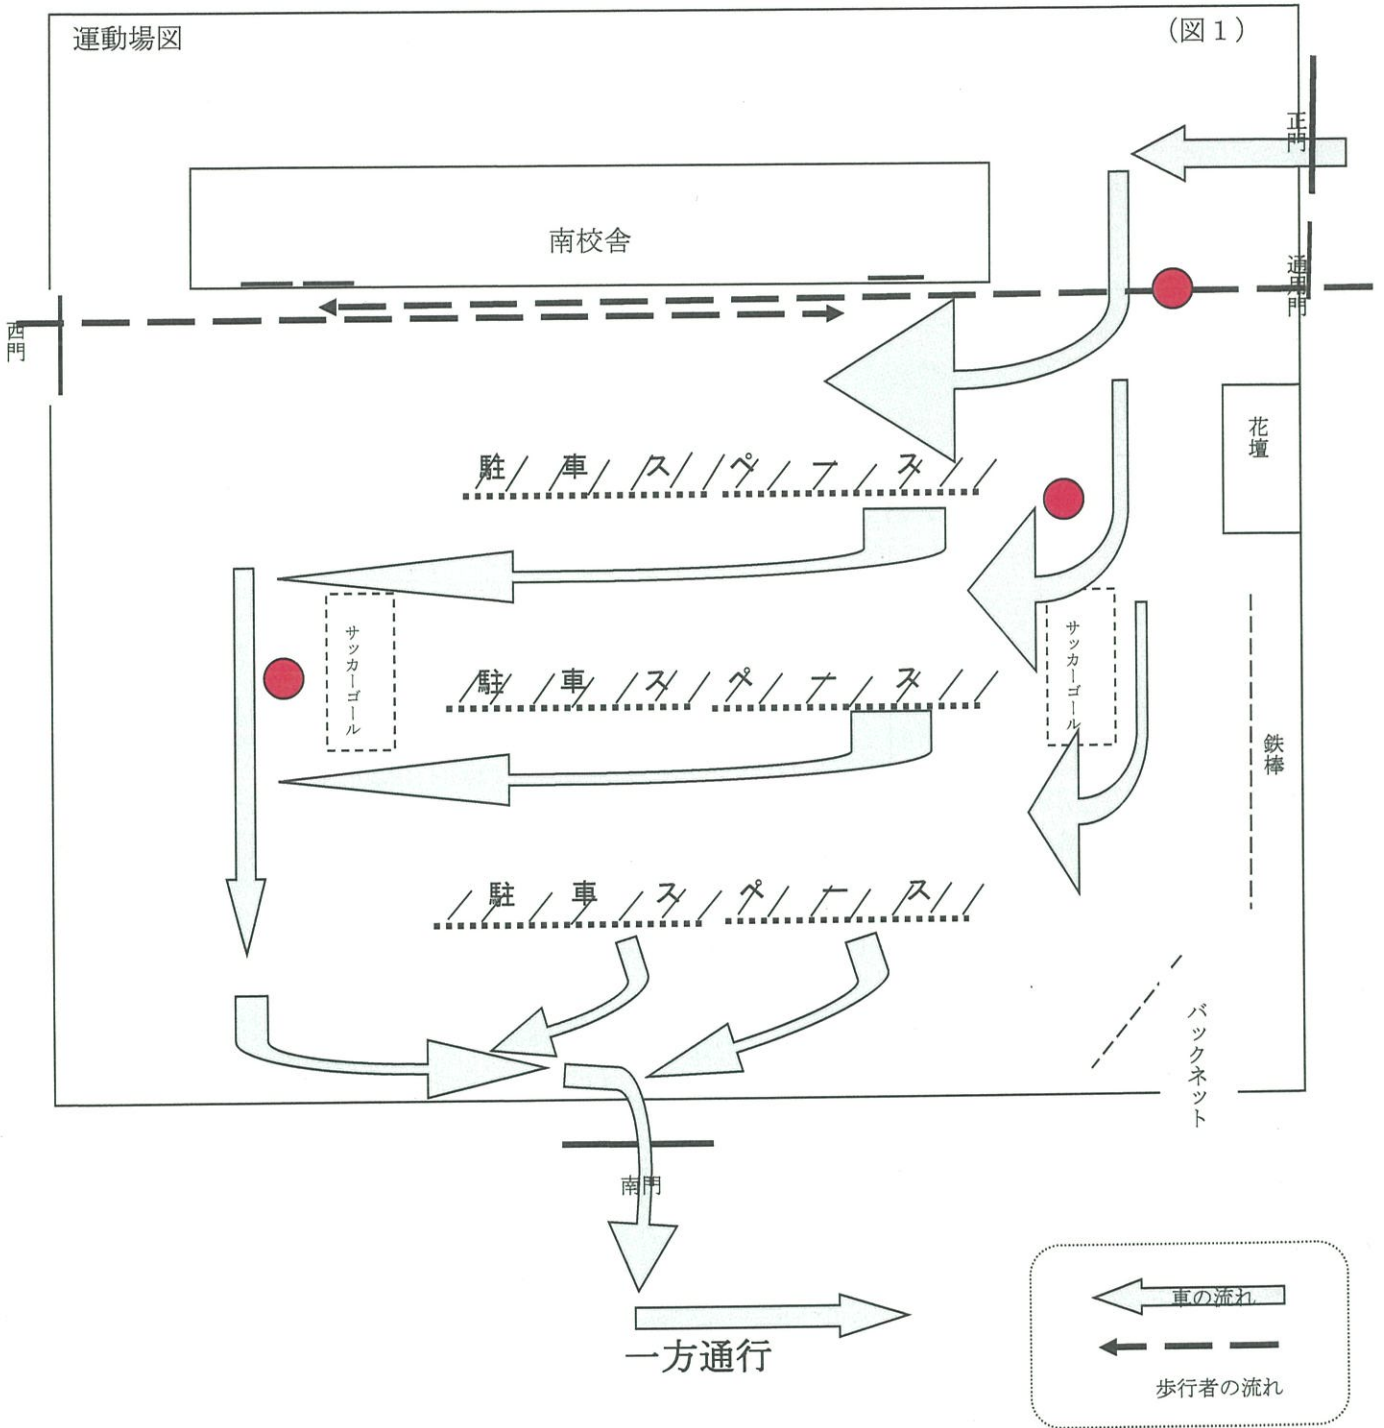 運動場図
（図１）
正門
南校舎
通用門
西門
花壇
駐車スペース
サッカーゴール
サッカーゴール
駐車スペース
鉄棒
駐車スペース
バックネット
南門
車の流れ
一方通行
歩行者の流れ